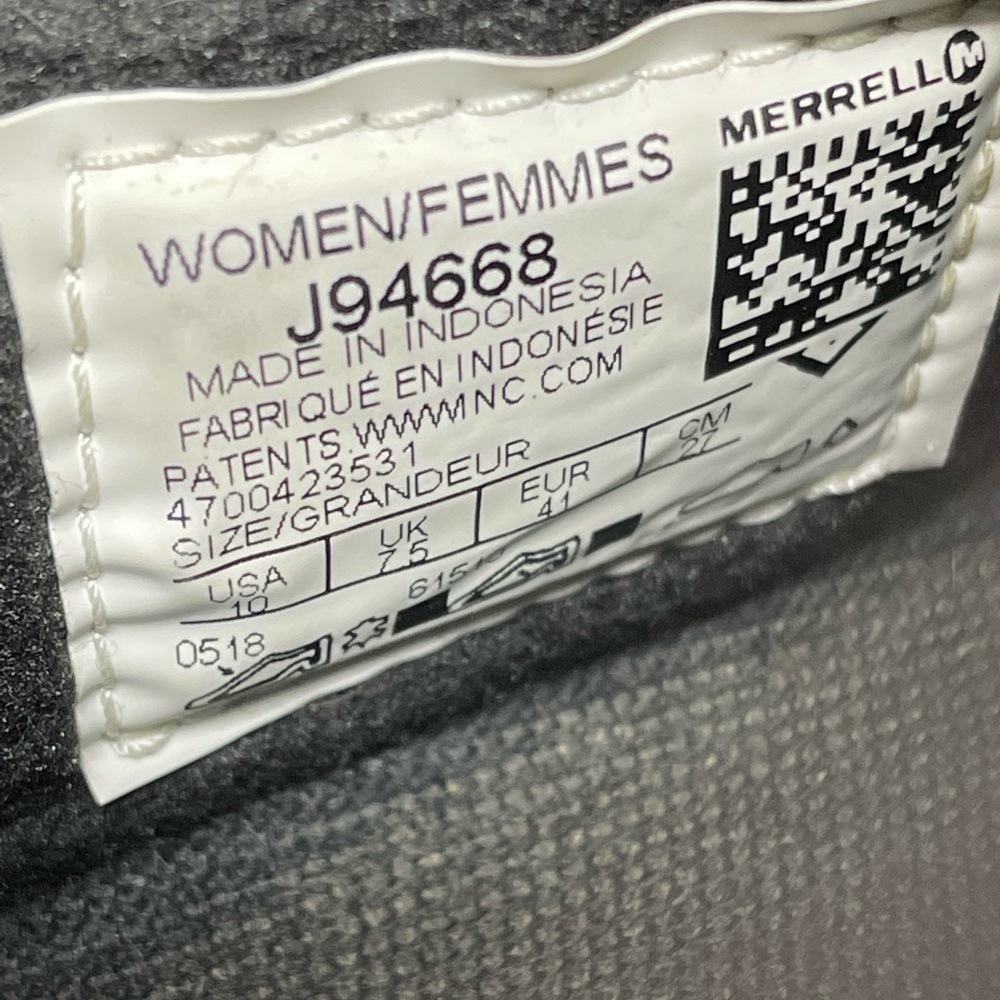 MERRELL
WOMEN/FEMMES
J94668
MADE IN INDONESIA
FABRIQUÉ EN INDONÉSIE
PATENTS.WWWINC.COM
4700423531
SIZE/GRANDEUR
USA UK EUR CM
10 7.5 41 27
0518